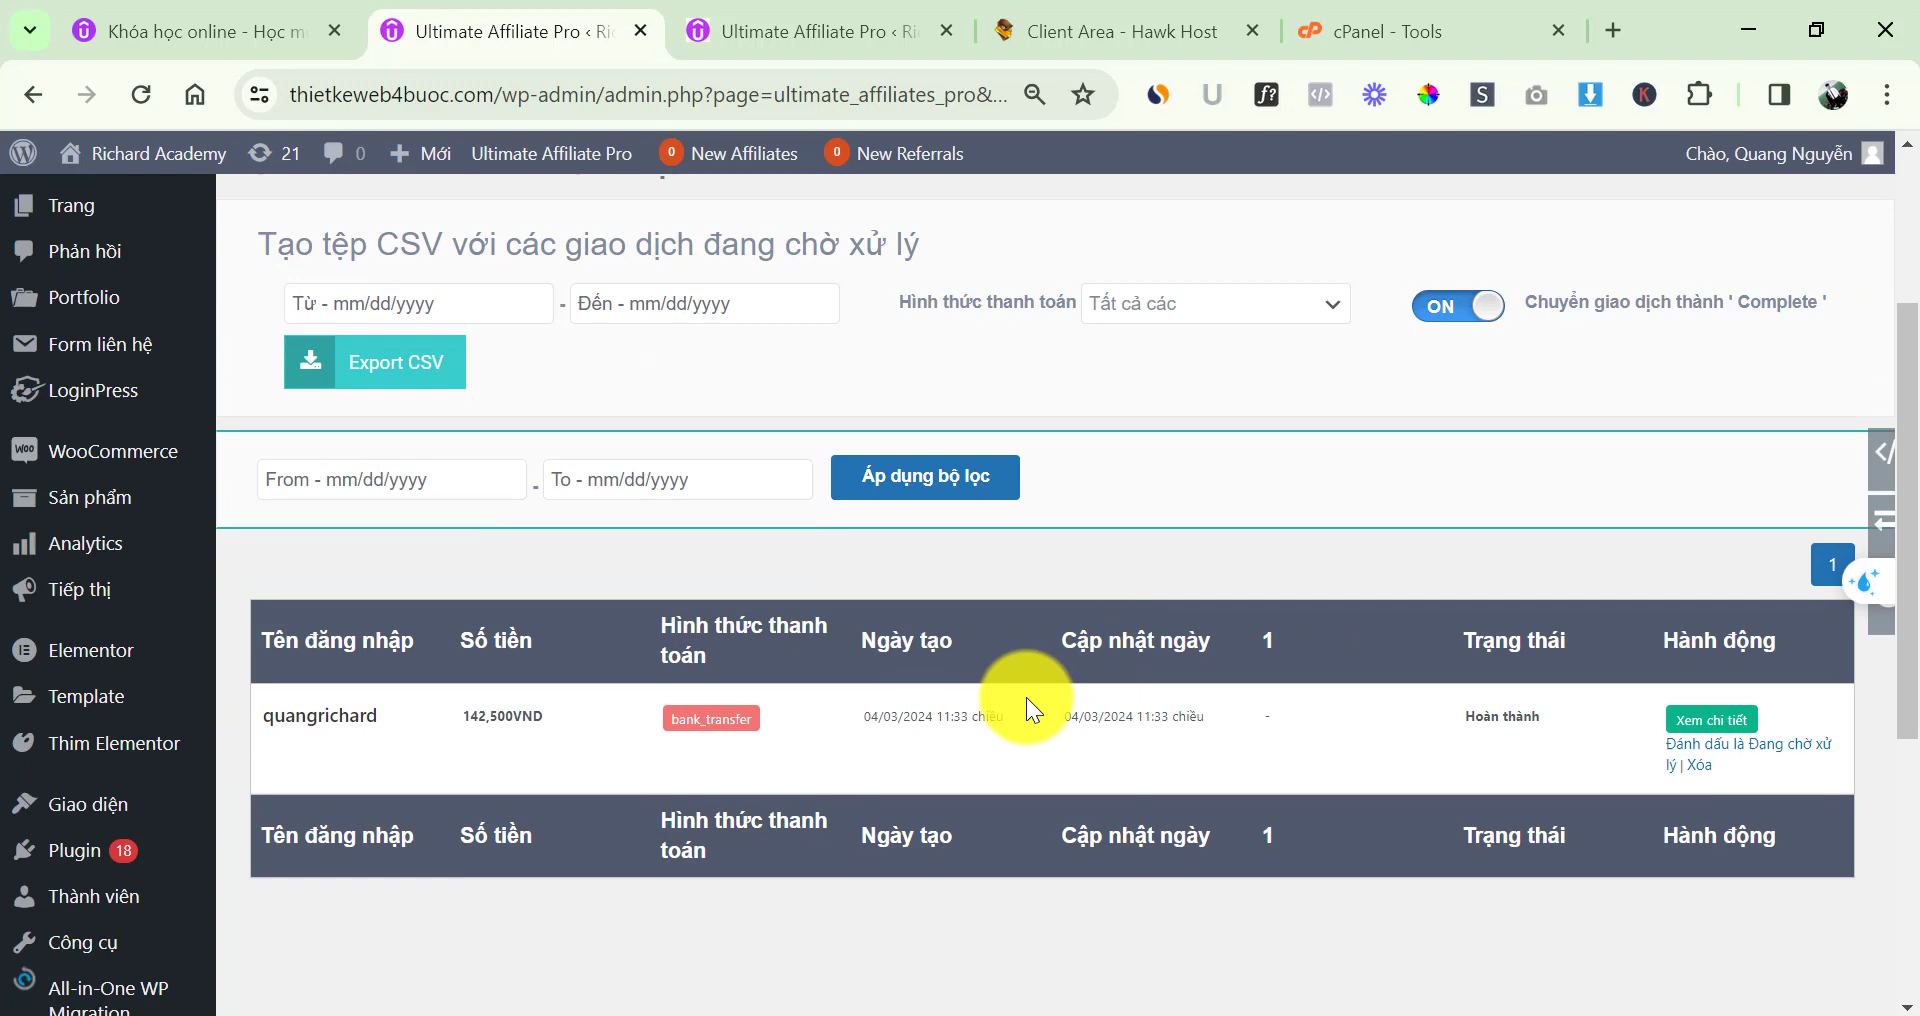 Khóa học online - Học m
Ultimate Affiliate Pro ‹ Ri
Ultimate Affiliate Pro ‹ Ri
Client Area - Hawk Host
cPanel - Tools
thietkeweb4buoc.com/wp-admin/admin.php?page=ultimate_affiliates_pro&...
Richard Academy
21
0
Mới
Ultimate Affiliate Pro
0
New Affiliates
0
New Referrals
Chào, Quang Nguyễn
Trang
Phản hồi
Portfolio
Form liên hệ
LoginPress
WooCommerce
Sản phẩm
Analytics
Tiếp thị
Elementor
Template
Thim Elementor
Giao diện
Plugin 18
Thành viên
Công cụ
All-in-One WP
Migration
Tạo tệp CSV với các giao dịch đang chờ xử lý
Từ - mm/dd/yyyy
-
Đến - mm/dd/yyyy
Hình thức thanh toán
Tất cả các
ON
Chuyển giao dịch thành ' Complete '
Export CSV
From - mm/dd/yyyy
-
To - mm/dd/yyyy
Áp dụng bộ lọc
1
Tên đăng nhập
Số tiền
Hình thức thanh
toán
Ngày tạo
Cập nhật ngày
1
Trạng thái
Hành động
quangrichard
142,500VND
bank_transfer
04/03/2024 11:33 chiều
04/03/2024 11:33 chiều
-
Hoàn thành
Xem chi tiết
Đánh dấu là Đang chờ xử
lý | Xóa
Tên đăng nhập
Số tiền
Hình thức thanh
toán
Ngày tạo
Cập nhật ngày
1
Trạng thái
Hành động